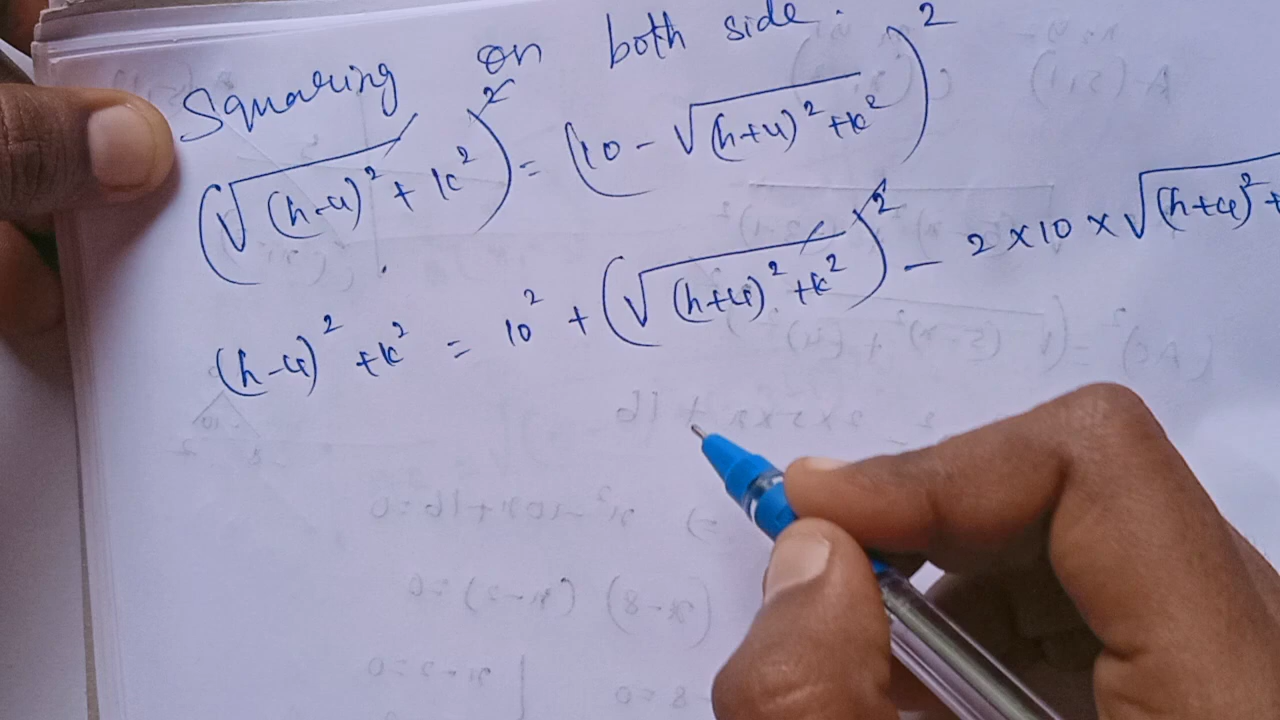 Squaring on both side.
(√(h-4)² + k²)² = (10 - √(h+4)² + k²)²
(h-4)² + k² = 10² + (√(h+4)² + k²)² - 2 × 10 × √(h+4)² +